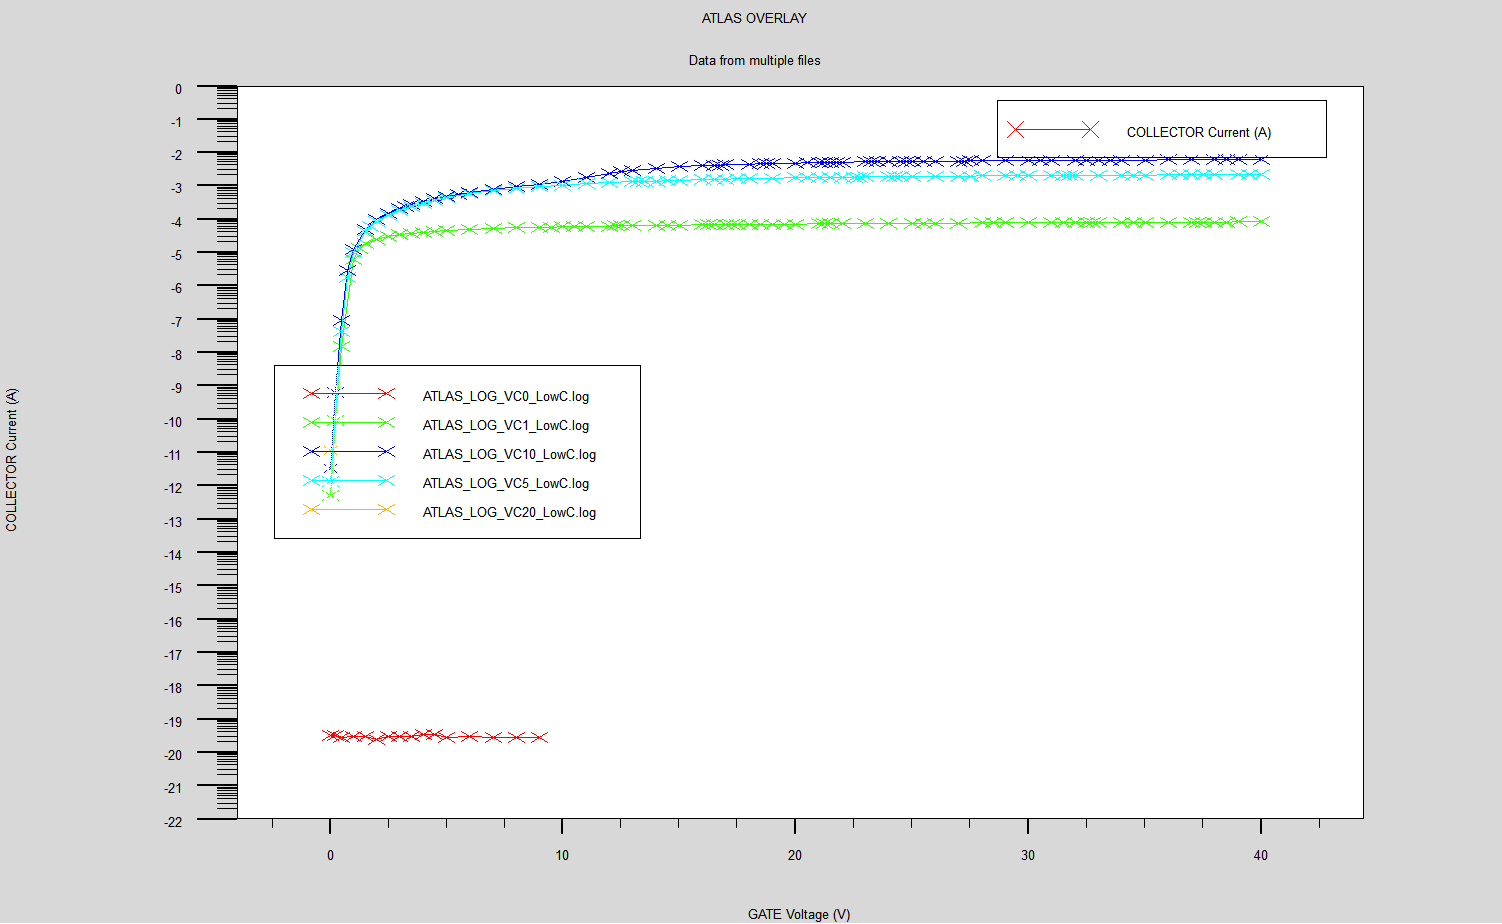 ATLAS OVERLAY
Data from multiple files
COLLECTOR Current (A)
0
-1
-2
-3
-4
-5
-6
-7
-8
-9
-10
-11
-12
-13
-14
-15
-16
-17
-18
-19
-20
-21
-22
COLLECTOR Current (A)
ATLAS_LOG_VC0_LowC.log
ATLAS_LOG_VC1_LowC.log
ATLAS_LOG_VC10_LowC.log
ATLAS_LOG_VC5_LowC.log
ATLAS_LOG_VC20_LowC.log
0 10 20 30 40
GATE Voltage (V)